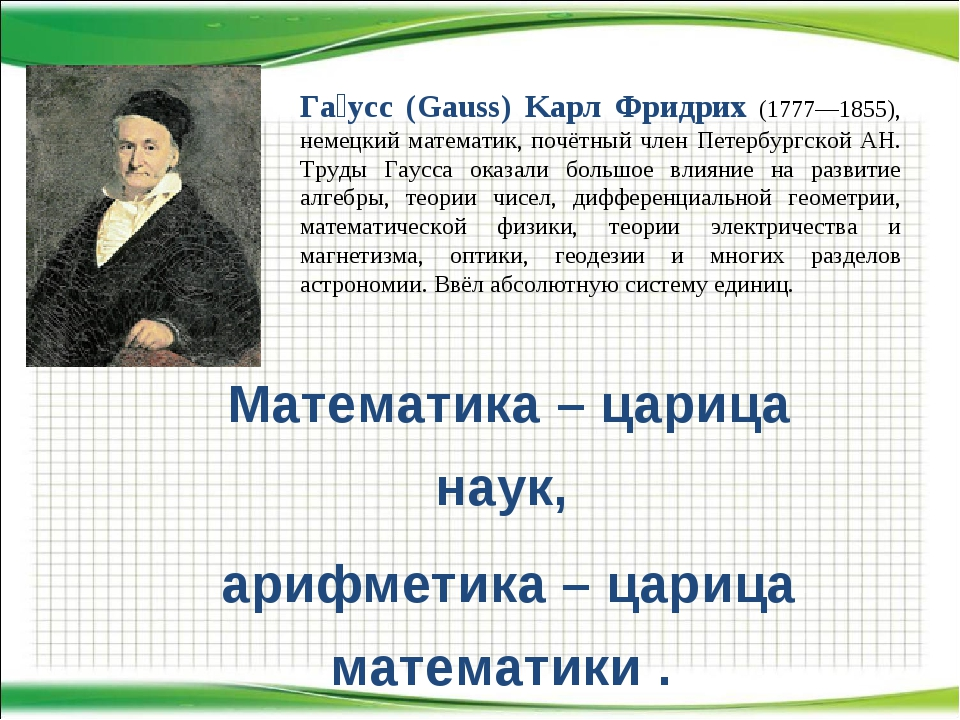 Га́усс (Gauss) Карл Фридрих (1777—1855),
немецкий математик, почётный член Петербургской АН.
Труды Гаусса оказали большое влияние на развитие
алгебры, теории чисел, дифференциальной геометрии,
математической физики, теории электричества и
магнетизма, оптики, геодезии и многих разделов
астрономии. Ввёл абсолютную систему единиц.
Математика – царица
наук,
арифметика – царица
математики .